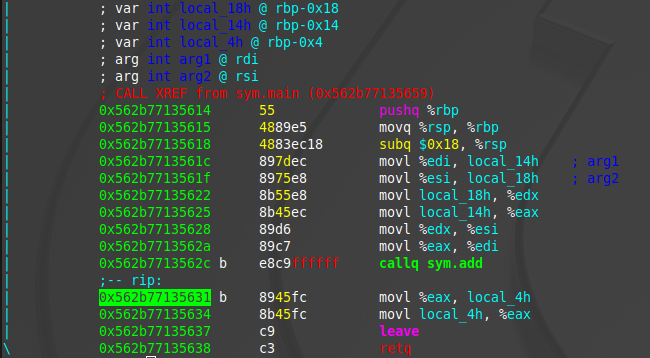 ; var int local_18h @ rbp-0x18
; var int local_14h @ rbp-0x14
; var int local_4h @ rbp-0x4
; arg int arg1 @ rdi
; arg int arg2 @ rsi
; CALL XREF from sym.main (0x562b77135659)
0x562b77135614 55 pushq %rbp
0x562b77135615 4889e5 movq %rsp, %rbp
0x562b77135618 4883ec18 subq $0x18, %rsp
0x562b7713561c 897dec movl %edi, local_14h ; arg1
0x562b7713561f 8975e8 movl %esi, local_18h ; arg2
0x562b77135622 8b55e8 movl local_18h, %edx
0x562b77135625 8b45ec movl local_14h, %eax
0x562b77135628 89d6 movl %edx, %esi
0x562b7713562a 89c7 movl %eax, %edi
0x562b7713562c b e8c9ffffff callq sym.add
;-- rip:
0x562b77135631 b 8945fc movl %eax, local_4h
0x562b77135634 8b45fc movl local_4h, %eax
0x562b77135637 c9 leave
0x562b77135638 c3 retq